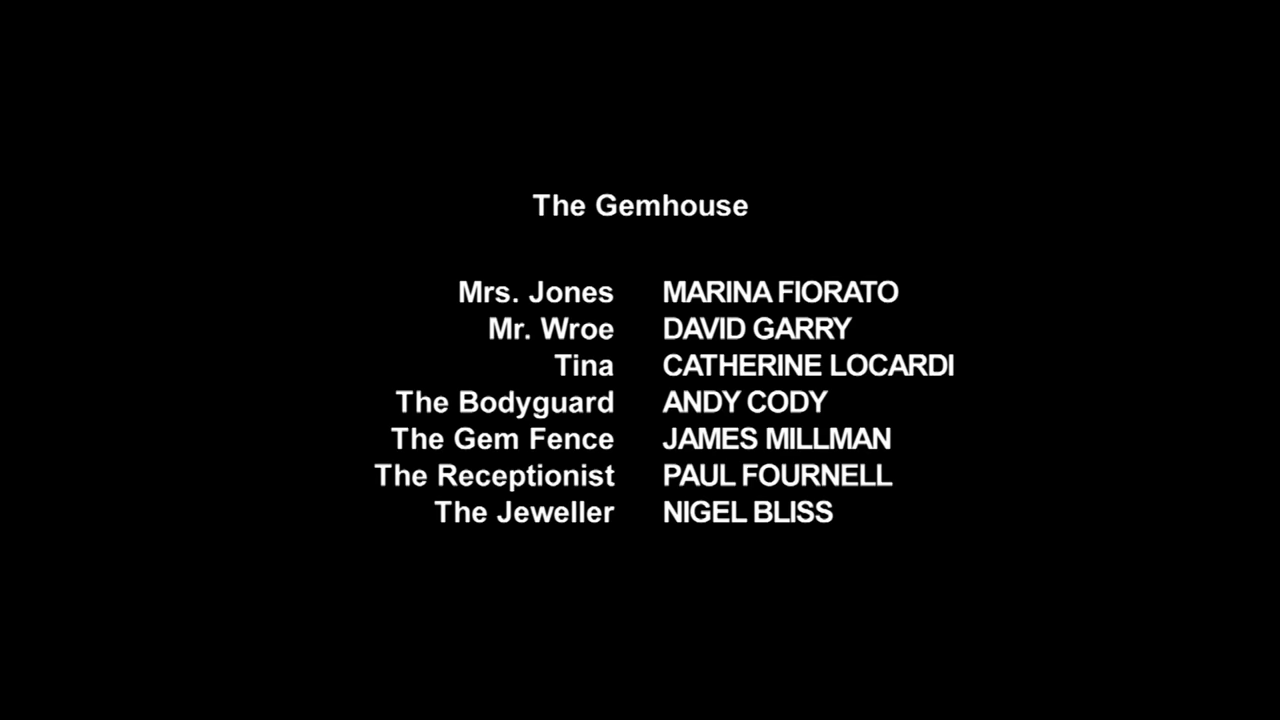 The Gemhouse
Mrs. Jones MARINA FIORATO
Mr. Wroe DAVID GARRY
Tina CATHERINE LOCARDI
The Bodyguard ANDY CODY
The Gem Fence JAMES MILLMAN
The Receptionist PAUL FOURNELL
The Jeweller NIGEL BLISS